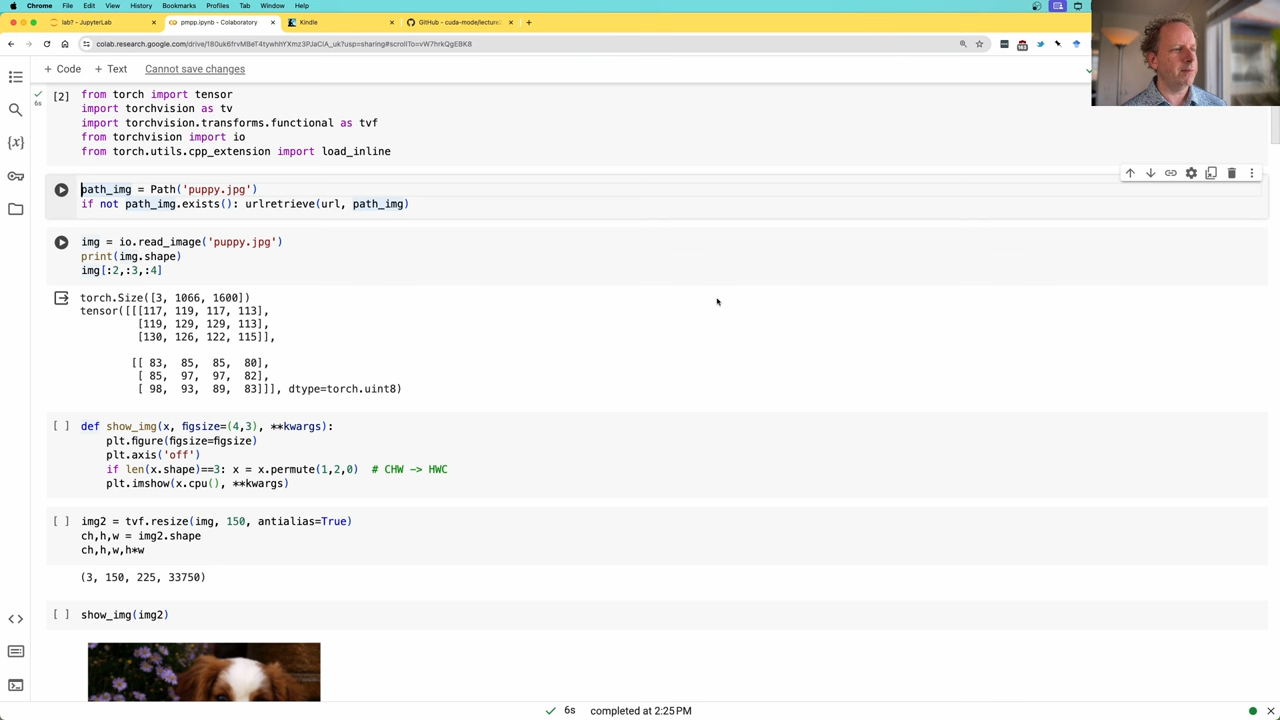 Chrome File Edit View History Bookmarks Profiles Tab Window Help
lab? - JupyterLab
pmpp.ipynb - Colaboratory
Kindle
GitHub - cuda-mode/lecture2
colab.research.google.com/drive/180uk6frvMBeT4tywhhYXmz3PJaCIA_uk?usp=sharing#scrollTo=vW7hrkQgEBK8
+ Code + Text Cannot save changes
[2] from torch import tensor
import torchvision as tv
import torchvision.transforms.functional as tvf
from torchvision import io
from torch.utils.cpp_extension import load_inline
6s
path_img = Path('puppy.jpg')
if not path_img.exists(): urlretrieve(url, path_img)
img = io.read_image('puppy.jpg')
print(img.shape)
img[:2,:3,:4]
torch.Size([3, 1066, 1600])
tensor([[[117, 119, 117, 113],
[119, 129, 129, 113],
[130, 126, 122, 115]],
[[ 83, 85, 85, 80],
[ 85, 97, 97, 82],
[ 98, 93, 89, 83]]], dtype=torch.uint8)
[ ] def show_img(x, figsize=(4,3), **kwargs):
plt.figure(figsize=figsize)
plt.axis('off')
if len(x.shape)==3: x = x.permute(1,2,0) # CHW -> HWC
plt.imshow(x.cpu(), **kwargs)
[ ] img2 = tvf.resize(img, 150, antialias=True)
ch,h,w = img2.shape
ch,h,w,h*w
(3, 150, 225, 33750)
[ ] show_img(img2)
6s completed at 2:25 PM